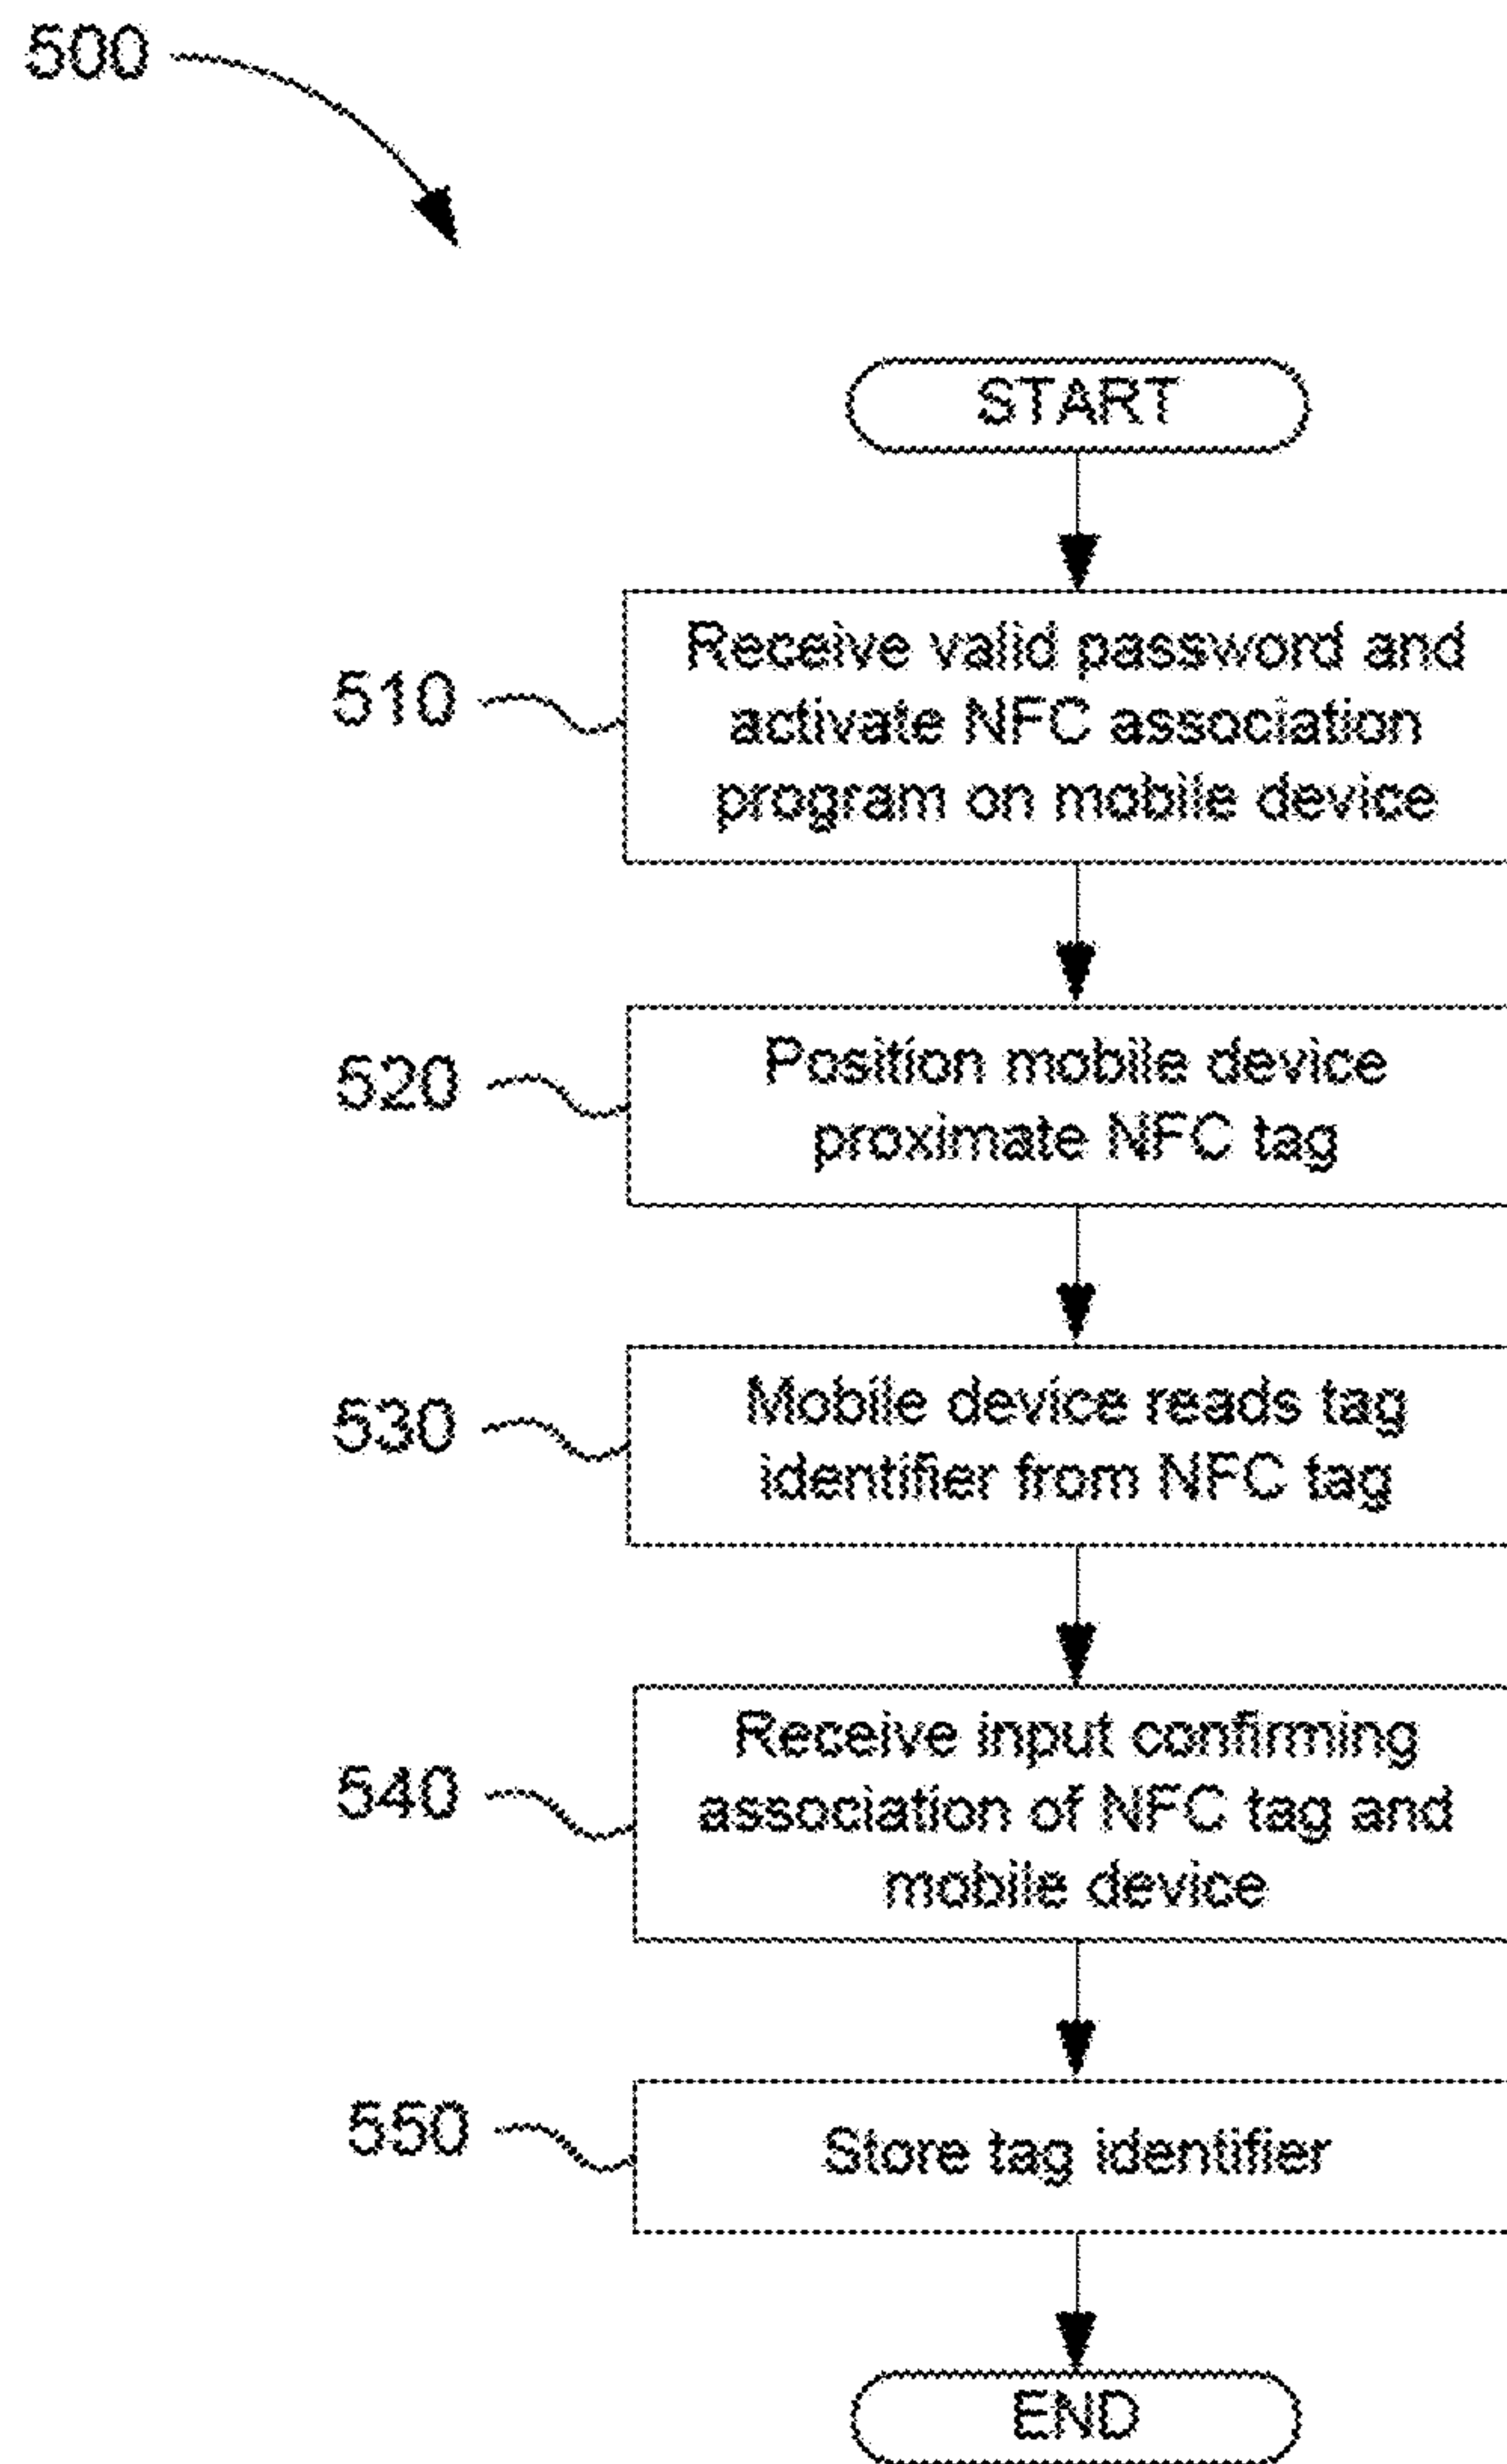 500
START
510
Receive valid password and
activate NFC association
program on mobile device
520
Position mobile device
proximate NFC tag
530
Mobile device reads tag
identifier from NFC tag
540
Receive input confirming
association of NFC tag and
mobile device
550
Store tag identifier
END